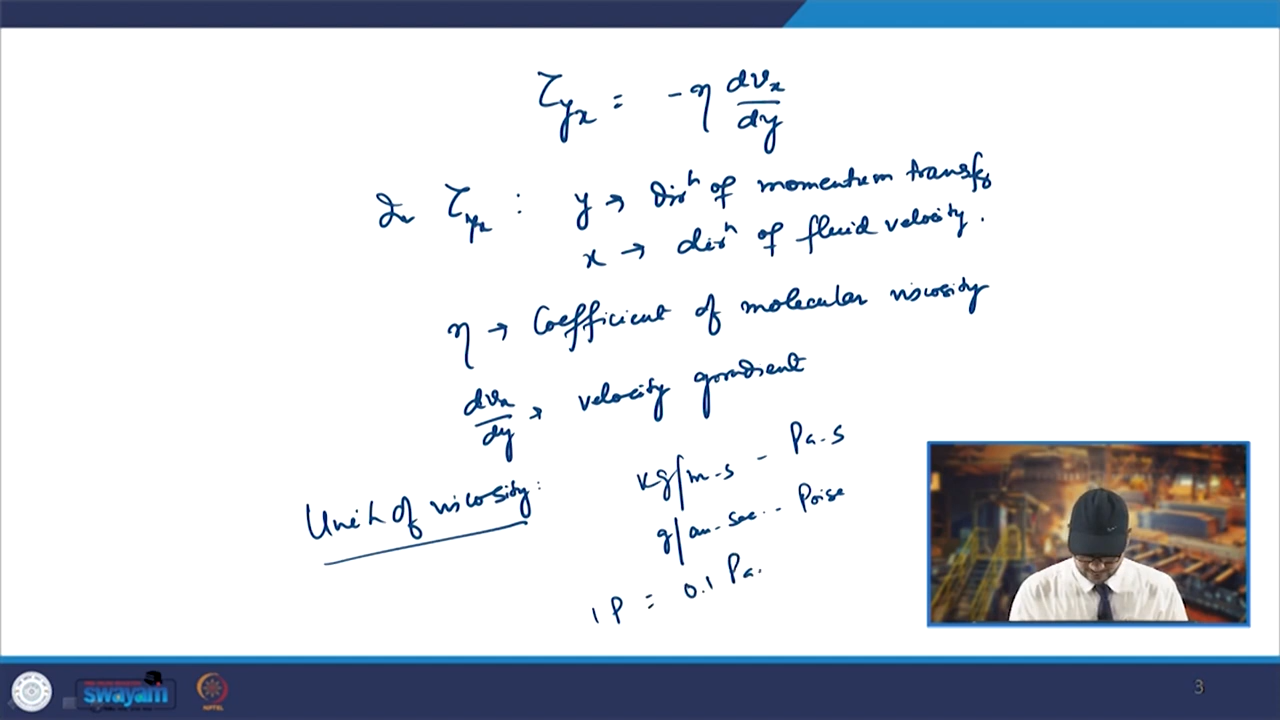 τyx = -η dvx/dy
In τyx : y → dirn of momentum transfer
x → dirn of fluid velocity.
η → Coefficient of molecular viscosity
dvx/dy → velocity gradient
Unit of viscosity: kg/m-s - Pa.s
g/cm-sec - Poise
1 P = 0.1 Pa.
swayam
NPTEL
3